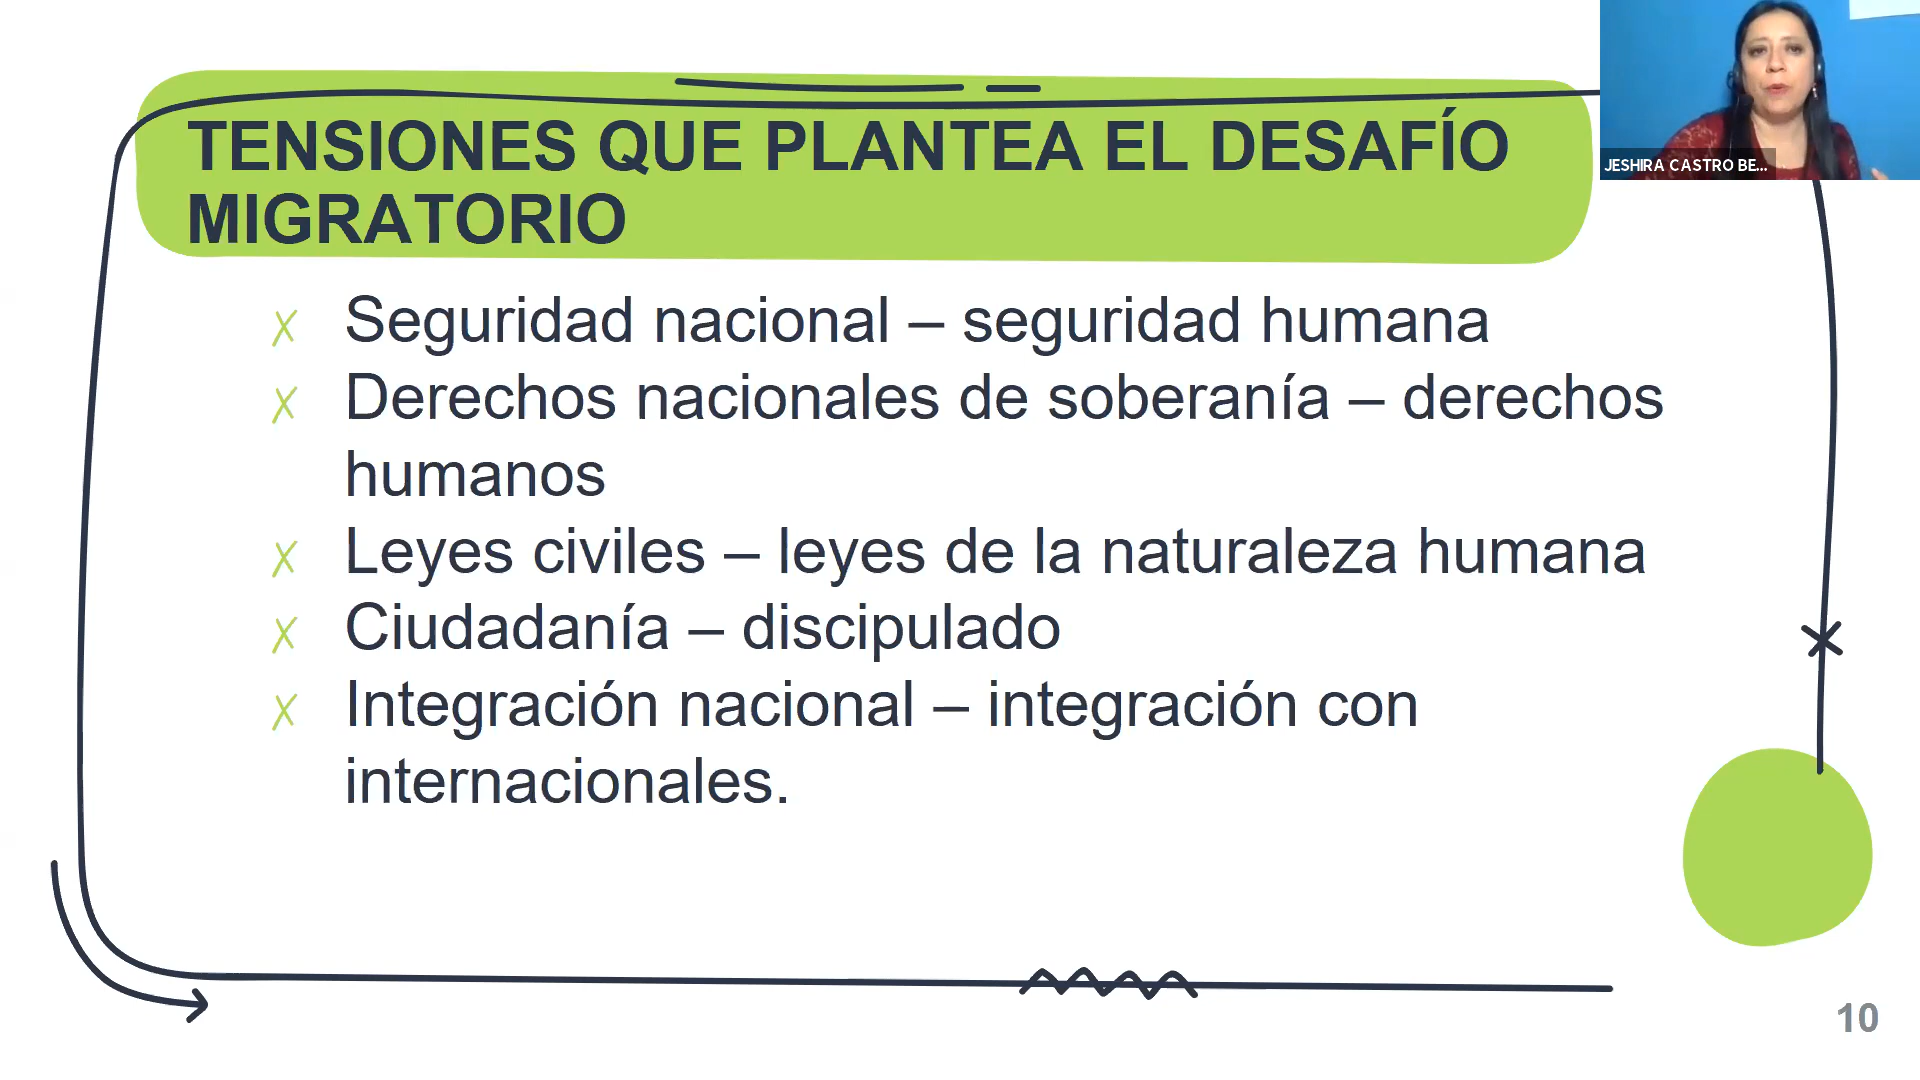 TENSIONES QUE PLANTEA EL DESAFÍO
MIGRATORIO
JESHIRA CASTRO BE...
Seguridad nacional – seguridad humana
Derechos nacionales de soberanía – derechos
humanos
Leyes civiles – leyes de la naturaleza humana
Ciudadanía – discipulado
Integración nacional – integración con
internacionales.
10